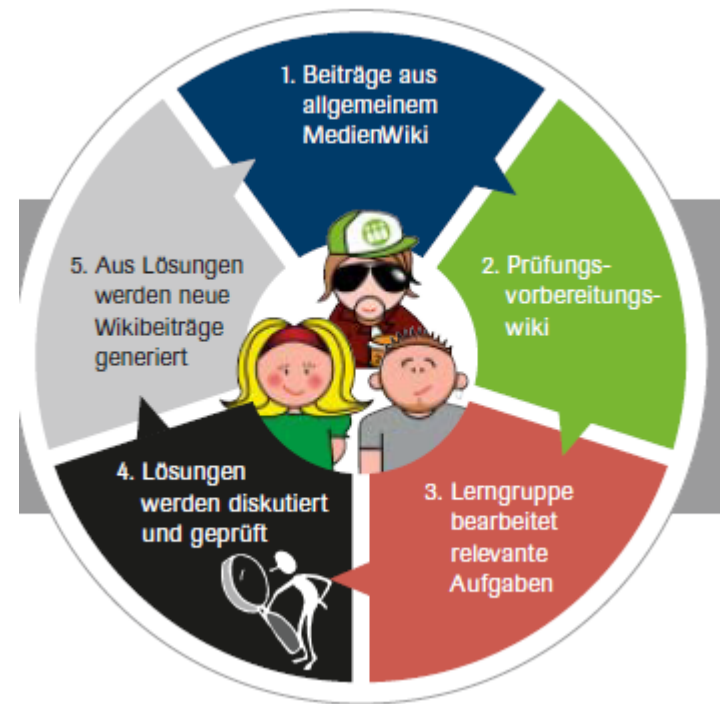 1. Beiträge aus
allgemeinem
MedienWiki
2. Prüfungs-
vorbereitungs-
wiki
3. Lerngruppe
bearbeitet
relevante
Aufgaben
4. Lösungen
werden diskutiert
und geprüft
5. Aus Lösungen
werden neue
Wikibeiträge
generiert